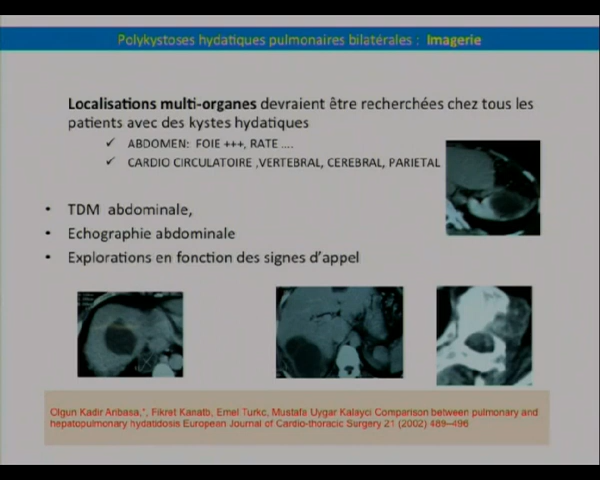 Polykystoses hydatiques pulmonaires bilatérales : Imagerie
Localisations multi-organes devraient être recherchées chez tous les
patients avec des kystes hydatiques
✓ ABDOMEN: FOIE +++, RATE ....
✓ CARDIO CIRCULATOIRE ,VERTEBRAL, CEREBRAL, PARIETAL
• TDM abdominale,
• Echographie abdominale
• Explorations en fonction des signes d'appel
Olgun Kadir Arıbasa,*, Fikret Kanatb, Emel Turkc, Mustafa Uygar Kalayci Comparison between pulmonary and
hepatopulmonary hydatidosis European Journal of Cardio-thoracic Surgery 21 (2002) 489–496